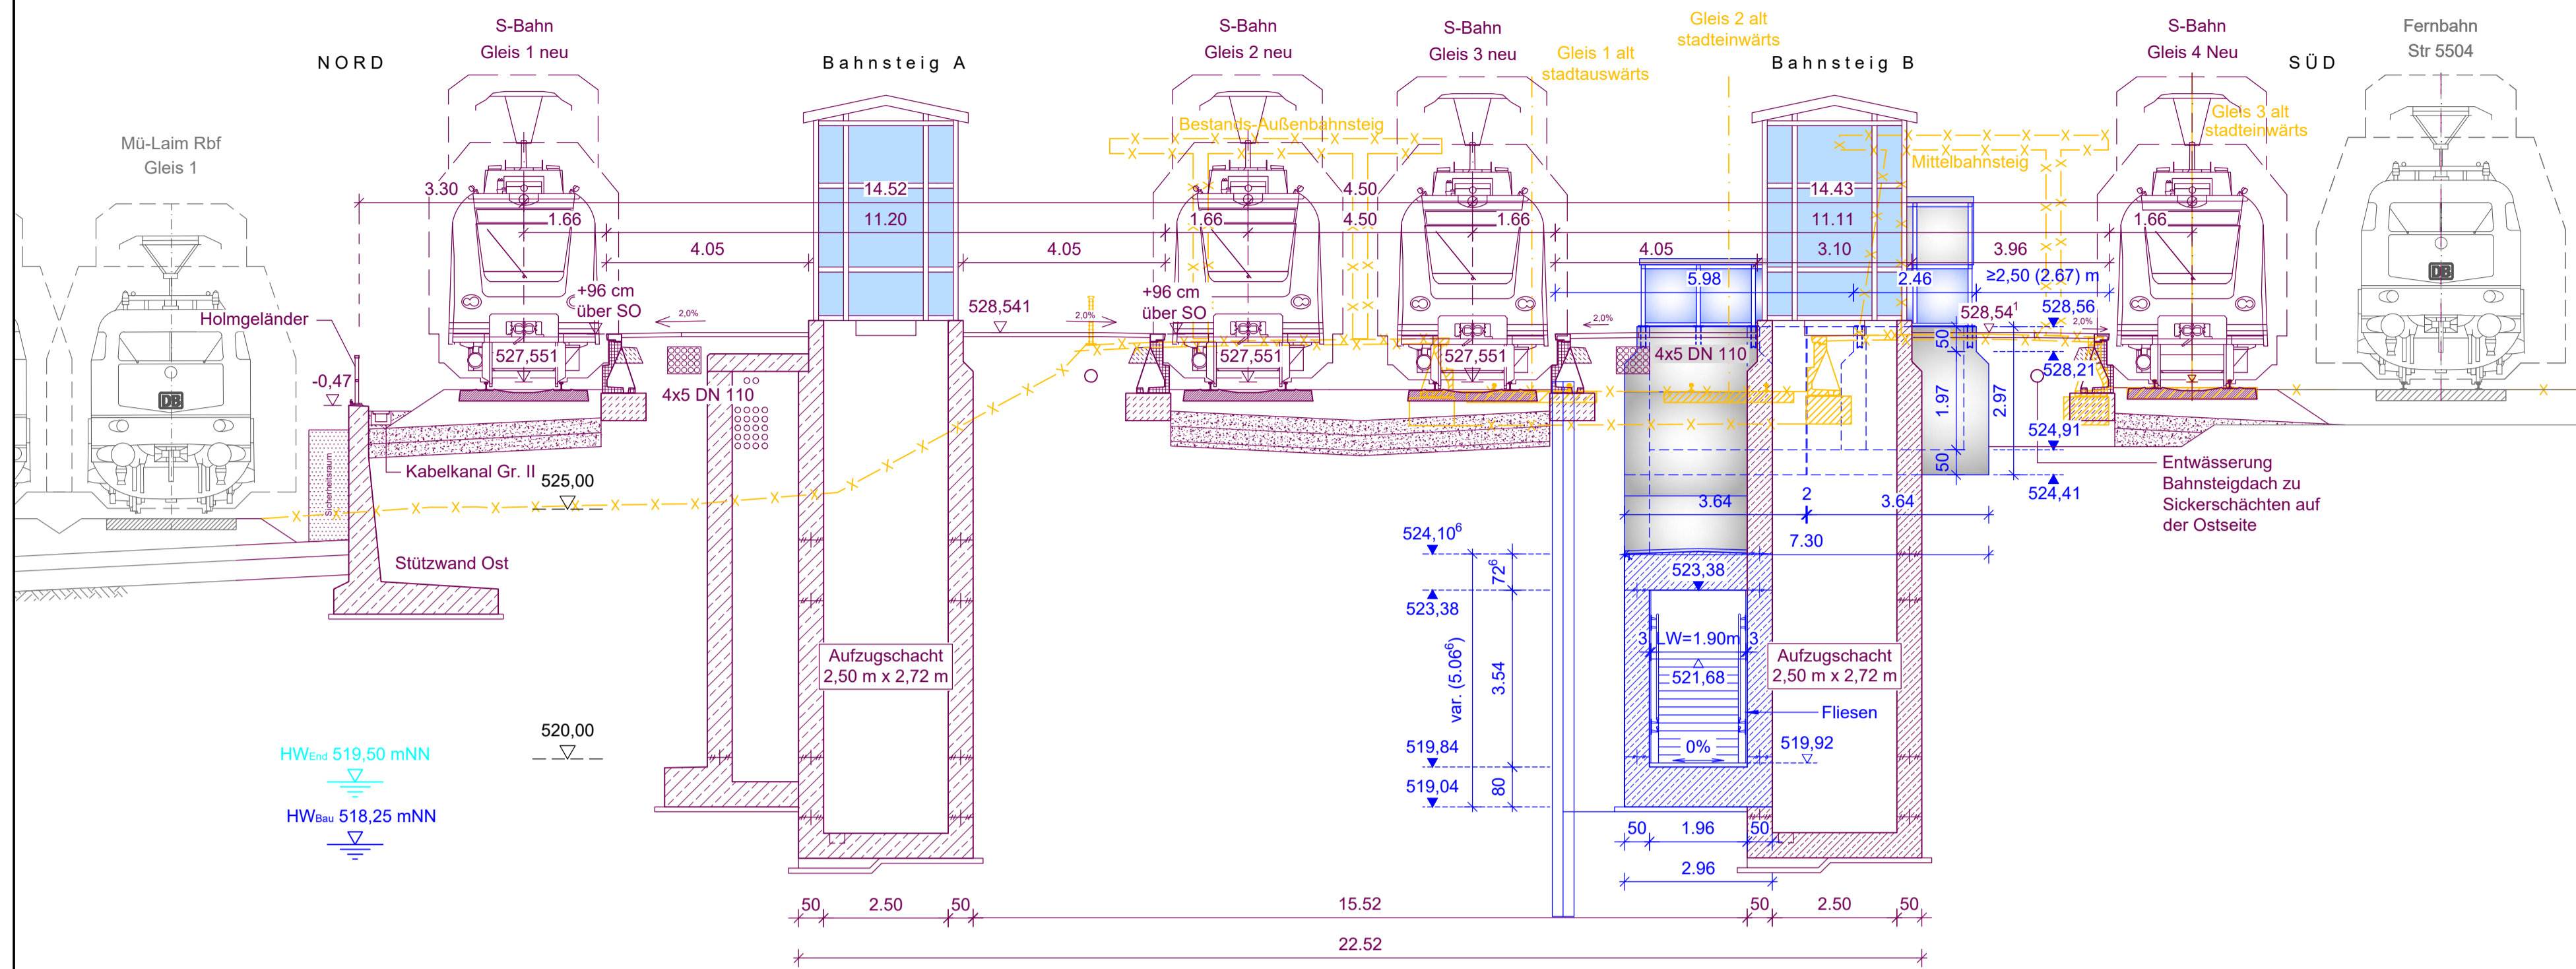 S-Bahn
Gleis 1 neu
NORD
Bahnsteig A
S-Bahn
Gleis 2 neu
S-Bahn
Gleis 3 neu
Gleis 1 alt
stadtauswärts
Gleis 2 alt
stadteinwärts
Bahnsteig B
S-Bahn
Gleis 4 Neu
SÜD
Fernbahn
Str 5504
Mü-Laim Rbf
Gleis 1
Bestands-Außenbahnsteig
Mittelbahnsteig
Gleis 3 alt
stadteinwärts
3.30
14.52
4.50
14.43
1.66
11.20
1.66
4.50
1.66
11.11
1.66
4.05
4.05
4.05
3.10
3.96
5.98
2.46
≥2,50 (2.67) m
+96 cm
über SO
2,0%
528,541
2,0%
+96 cm
über SO
2,0%
528,54¹
528,56
2,0%
Holmgeländer
-0,47
DB
527,551
527,551
527,551
4x5 DN 110
4x5 DN 110
50
528,21
1.97
2.97
524,91
50
524,41
DB
Sicherheitsraum
Kabelkanal Gr. II
525,00
Entwässerung
Bahnsteigdach zu
Sickerschächten auf
der Ostseite
3.64
2
3.64
7.30
Stützwand Ost
524,10⁶
72⁶
523,38
523,38
Aufzugschacht
2,50 m x 2,72 m
var. (5.06⁶)
3.54
3
LW=1.90m
3
521,68
Aufzugschacht
2,50 m x 2,72 m
Fliesen
520,00
519,84
0%
519,92
HWEnd 519,50 mNN
519,04
80
HWBau 518,25 mNN
50
1.96
50
2.96
50
2.50
50
15.52
50
2.50
50
22.52